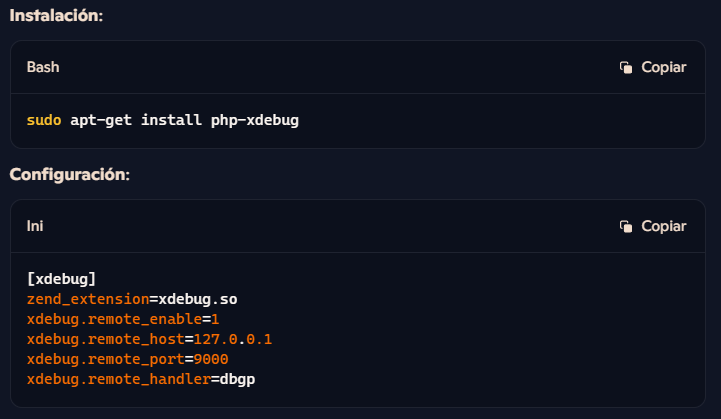 Instalación:
Bash
Copiar
sudo apt-get install php-xdebug
Configuración:
Ini
Copiar
[xdebug]
zend_extension=xdebug.so
xdebug.remote_enable=1
xdebug.remote_host=127.0.0.1
xdebug.remote_port=9000
xdebug.remote_handler=dbgp